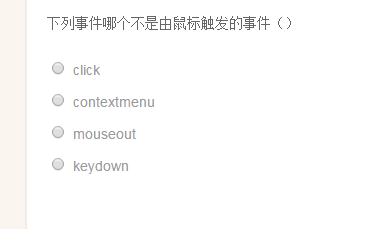 下列事件哪个不是由鼠标触发的事件（）
click
contextmenu
mouseout
keydown